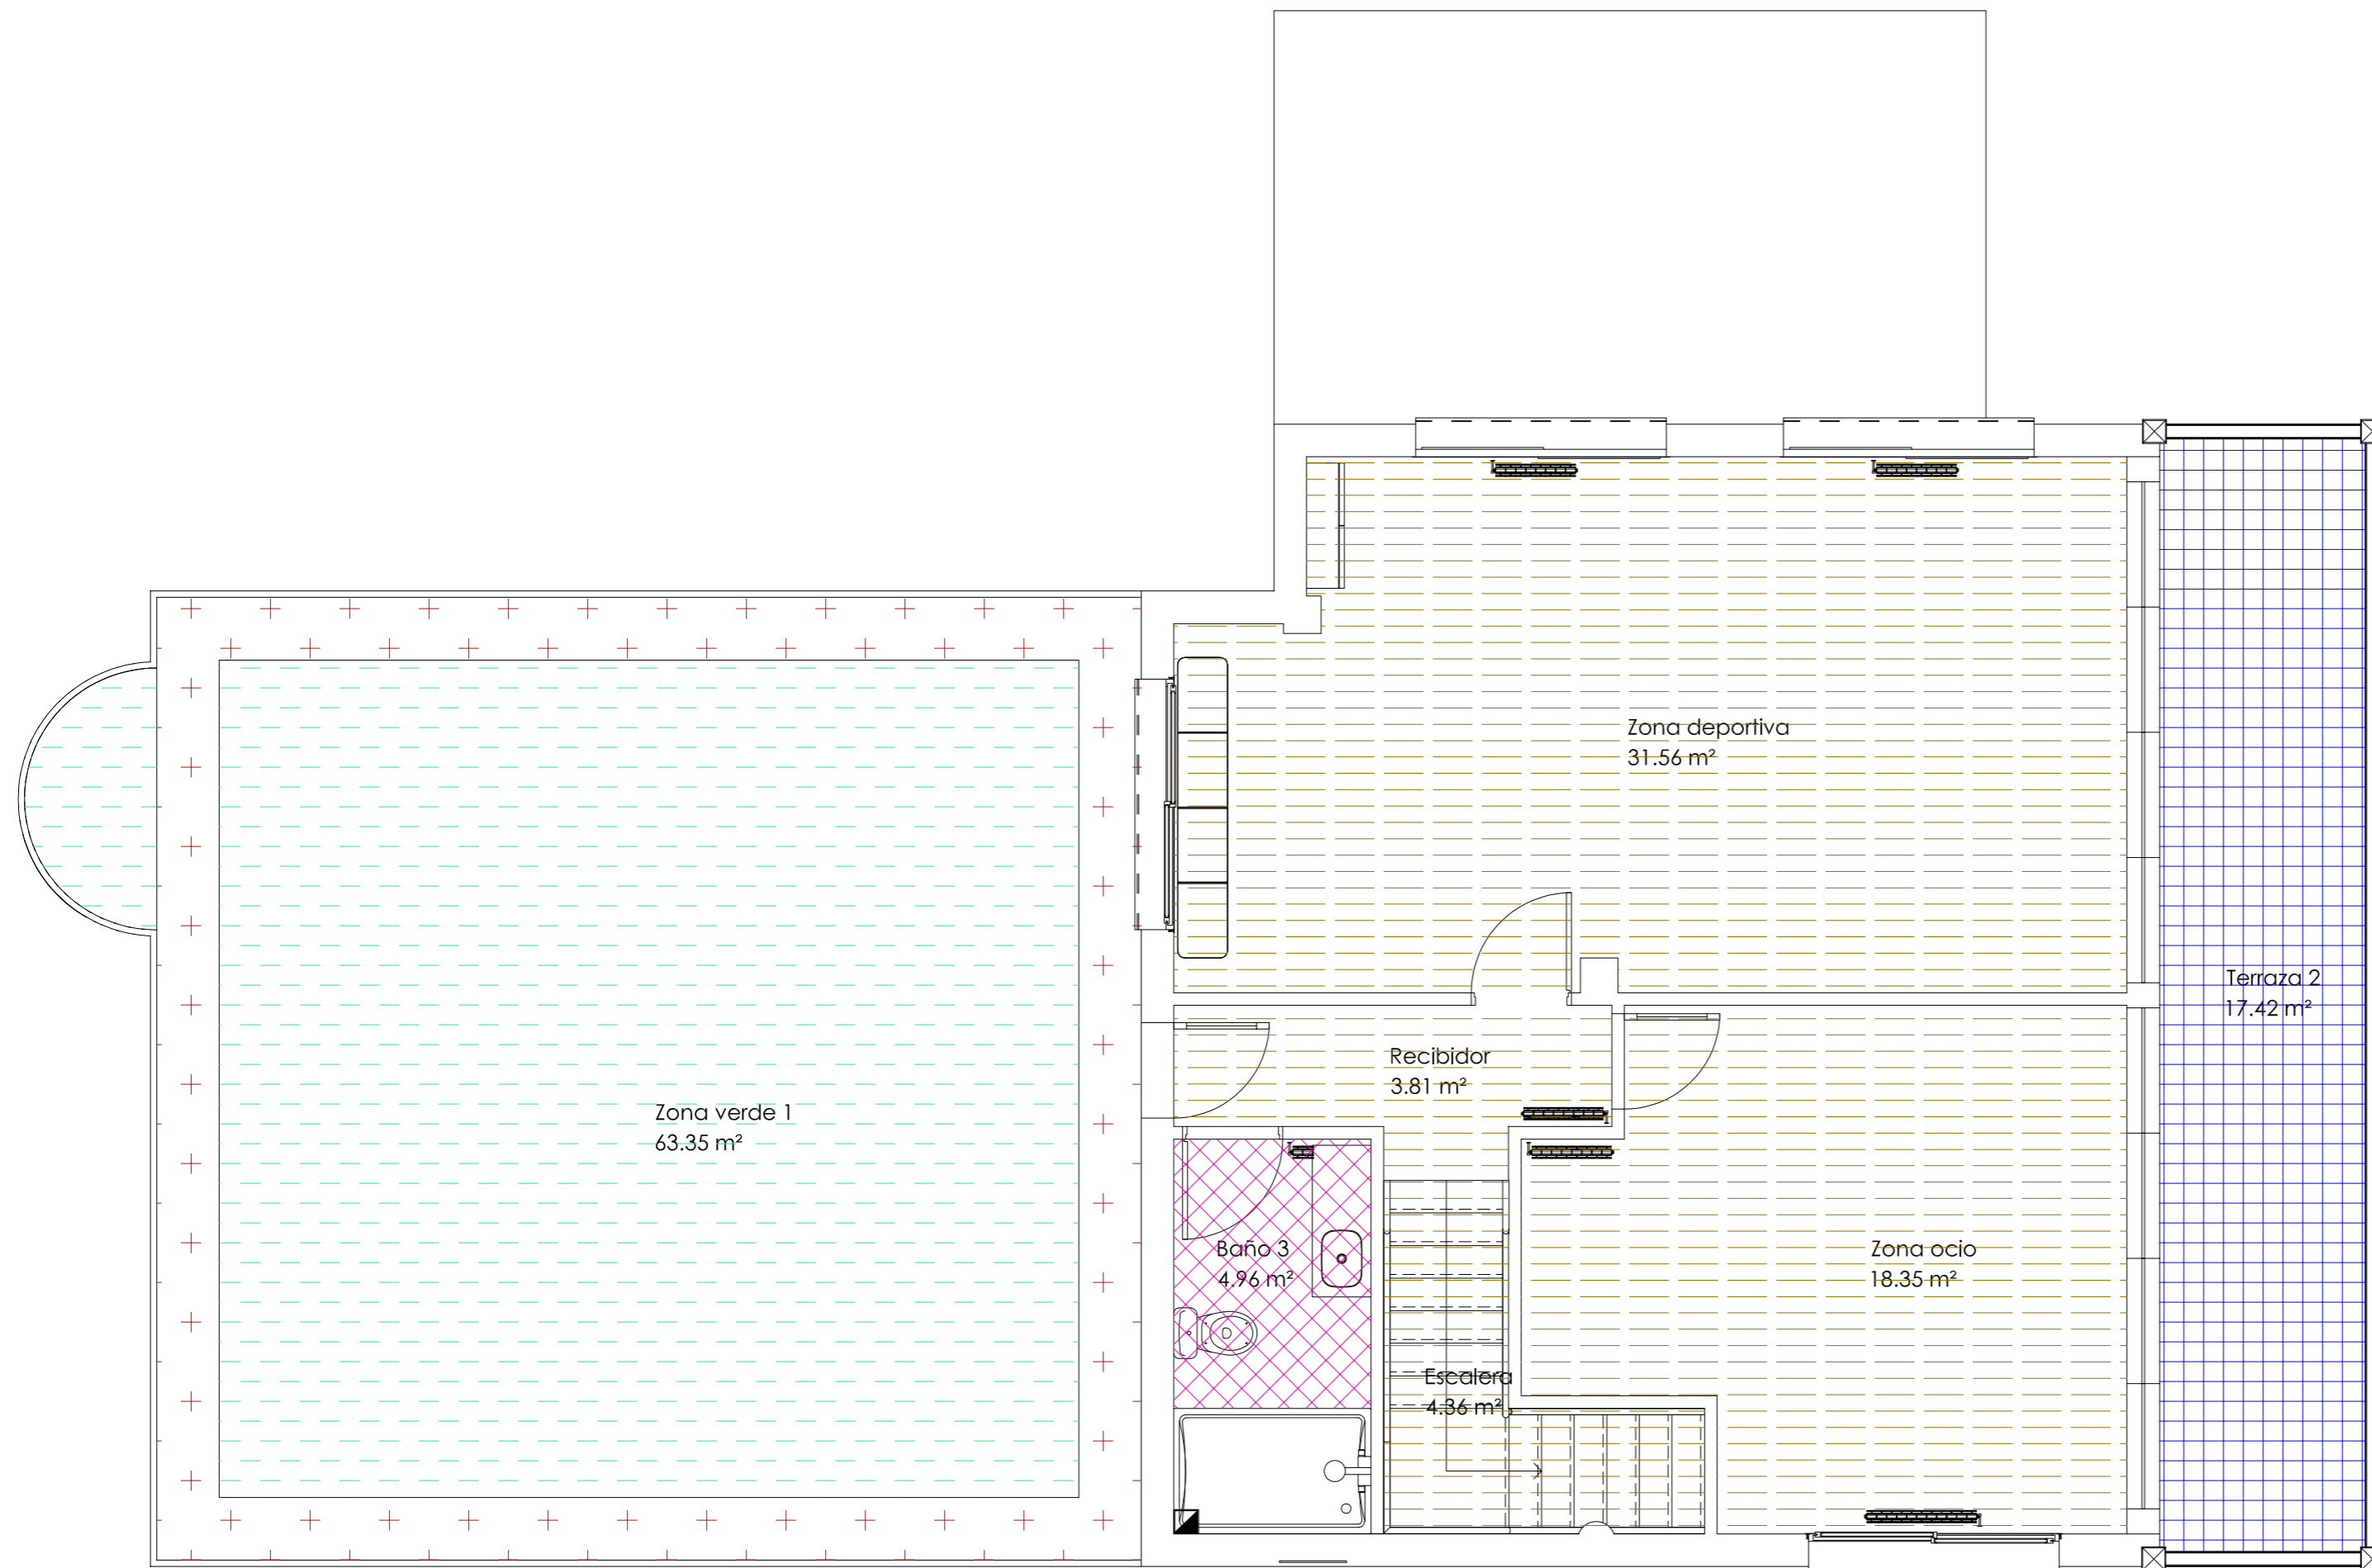 Zona deportiva
31.56 m²
Terraza 2
17.42 m²
Recibidor
3.81 m²
Zona verde 1
63.35 m²
Baño 3
4.96 m²
Zona ocio
18.35 m²
Escalera
4.36 m²